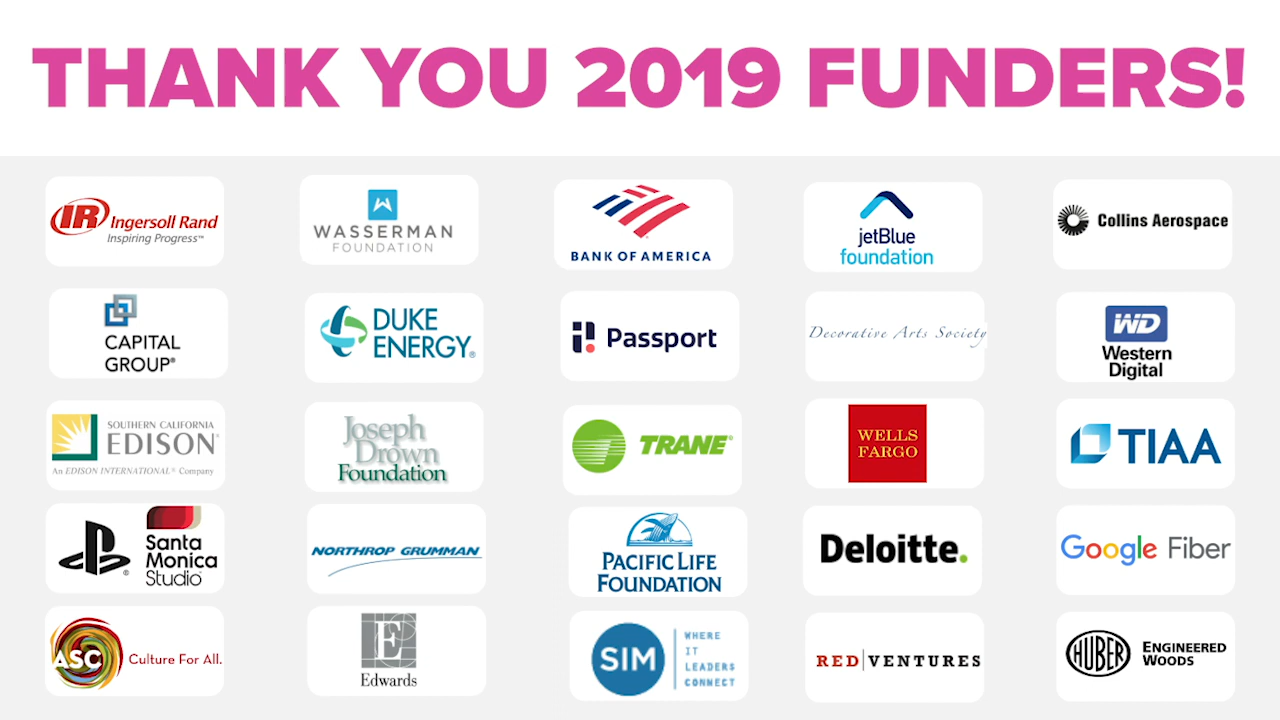 THANK YOU 2019 FUNDERS!
IR Ingersoll Rand
Inspiring Progress™
WASSERMAN
FOUNDATION
BANK OF AMERICA
jetBlue
foundation
Collins Aerospace
CAPITAL
GROUP®
DUKE
ENERGY®
Passport
Decorative Arts Society
WD
Western
Digital
SOUTHERN CALIFORNIA
EDISON®
An EDISON INTERNATIONAL® Company
Joseph
Drown
Foundation
TRANE®
WELLS
FARGO
TIAA
Santa
Monica
Studio
NORTHROP GRUMMAN
PACIFIC LIFE
FOUNDATION
Deloitte.
Google Fiber
ASC Culture For All.
E
Edwards
SIM
WHERE
IT
LEADERS
CONNECT
RED|VENTURES
HUBER
ENGINEERED
WOODS